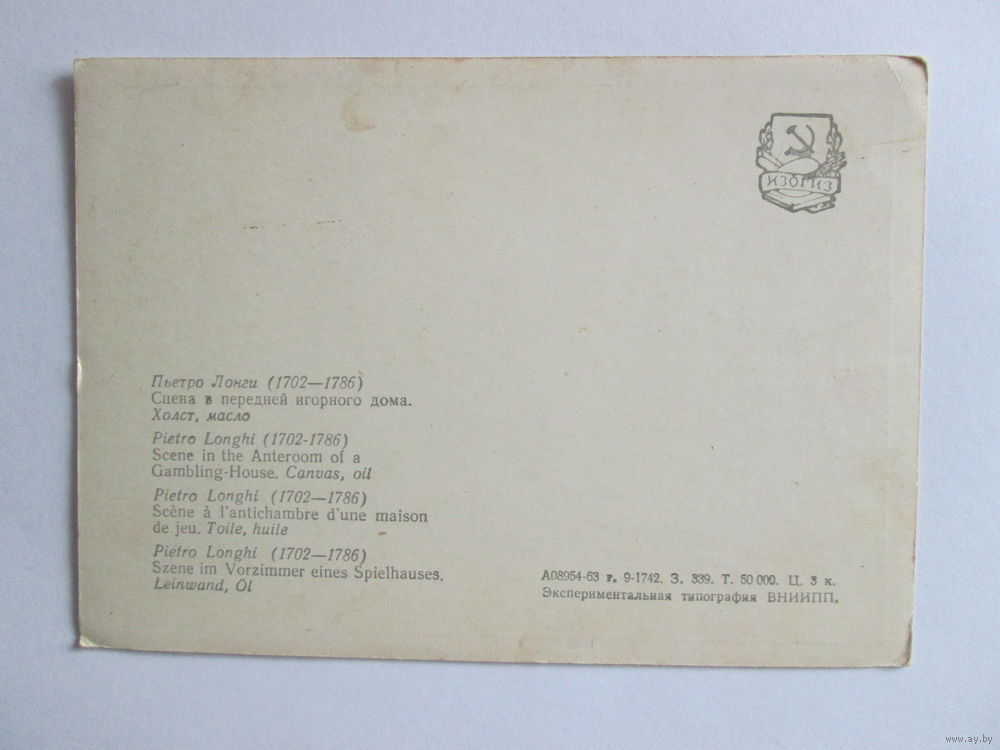 ИЗОГИЗ
Пьетро Лонги (1702—1786)
Сцена в передней игорного дома.
Холст, масло
Pietro Longhi (1702-1786)
Scene in the Anteroom of a
Gambling-House. Canvas, oil
Pietro Longhi (1702—1786)
Scène à l'antichambre d'une maison
de jeu. Toile, huile
Pietro Longhi (1702—1786)
Szene im Vorzimmer eines Spielhauses.
Leinwand, Öl
А08954-63 г. 9-1742. З. 339. Т. 50 000. Ц. 3 к.
Экспериментальная типография ВНИИПП.
www.ay.by